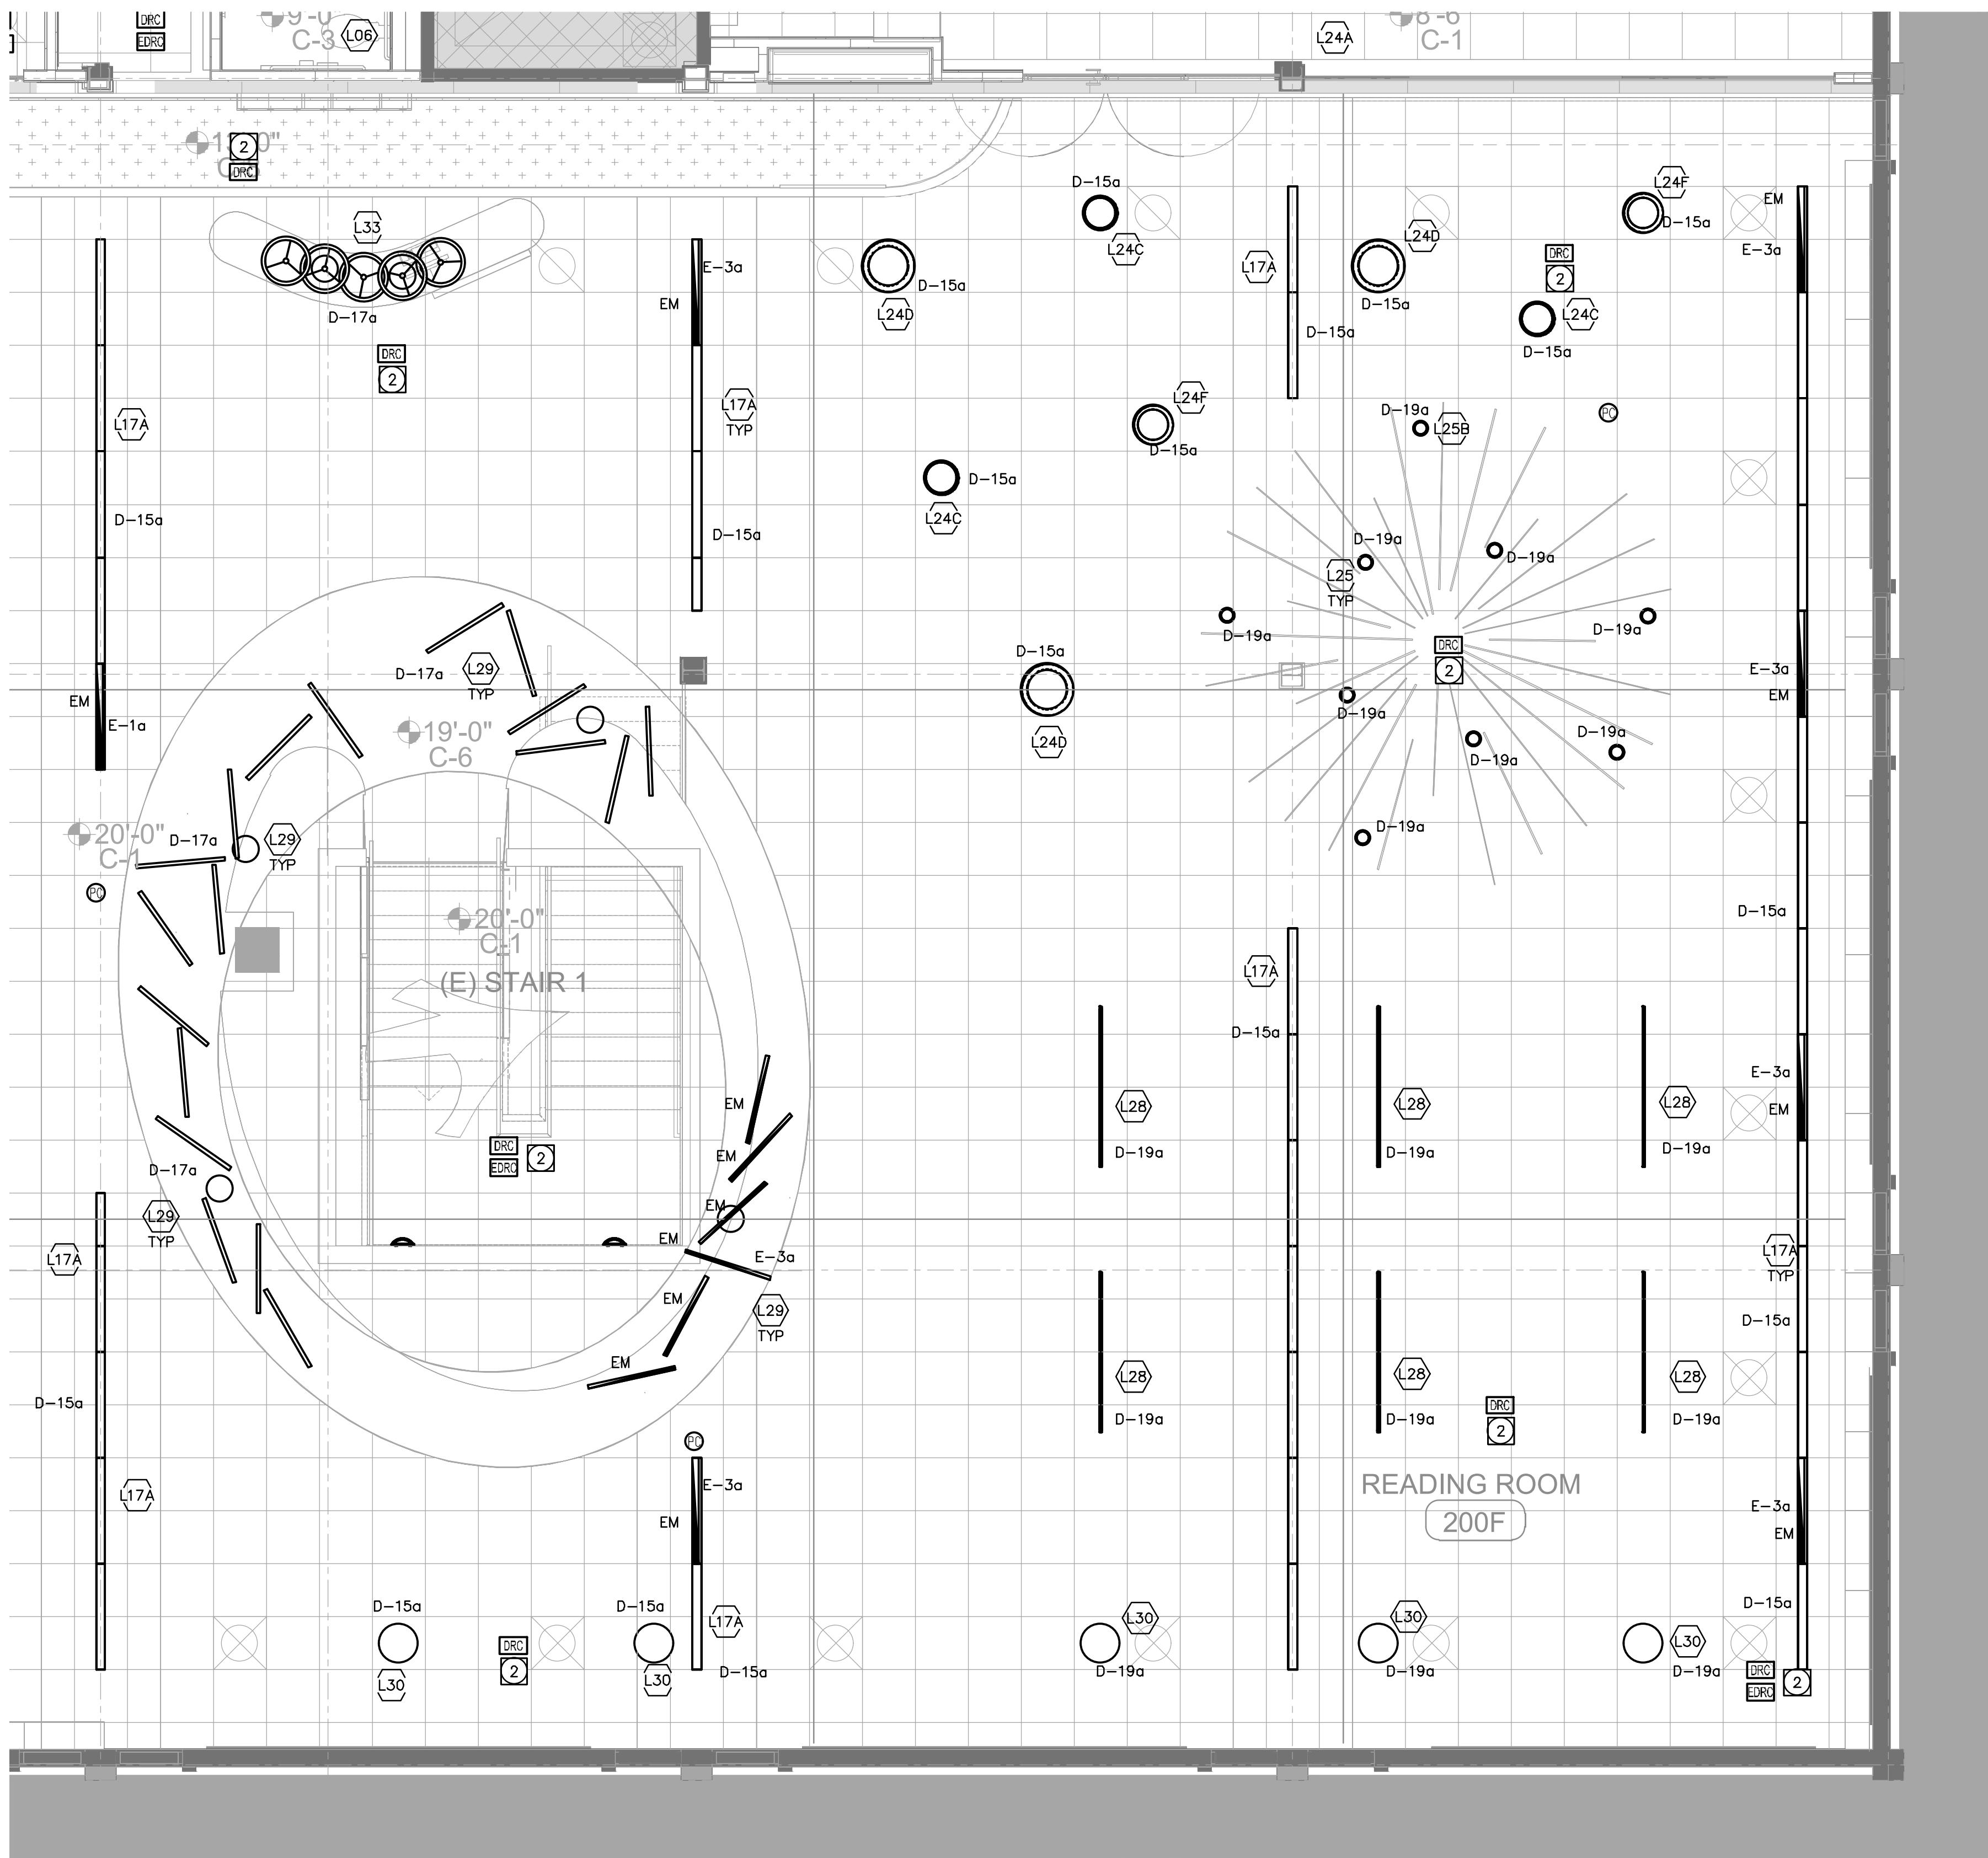 DRC
EDRC
9'-0
C-3
L06
L24A
8'-6
C-1
2
DRC
L33
D-17a
DRC
2
L17A
D-15a
EM
E-1a
E-3a
EM
L17A
TYP
D-15a
D-15a
L24D
D-15a
L24C
L17A
D-15a
L24D
D-15a
L24F
D-15a
DRC
2
L24C
D-15a
EM
E-3a
L24F
D-15a
D-15a
L24C
D-19a
L25B
PC
D-19a
L25
TYP
D-19a
D-19a
D-19a
DRC
2
D-19a
D-19a
D-19a
D-19a
D-15a
L24D
E-3a
EM
D-17a
L29
TYP
19'-0"
C-6
20'-0"
C-1
D-17a
L29
TYP
PC
20'-0"
C-1
(E) STAIR 1
D-15a
L17A
D-15a
E-3a
EM
EM
EM
EM
EM
E-3a
EM
EM
L29
TYP
DRC
EDRC
2
D-17a
L29
TYP
L17A
D-15a
L17A
L28
D-19a
L28
D-19a
L28
D-19a
L17A
TYP
D-15a
L28
D-19a
L28
D-19a
L28
D-19a
DRC
2
PC
E-3a
EM
READING ROOM
200F
E-3a
EM
D-15a
D-15a
L30
DRC
2
D-15a
L30
L17A
D-15a
L30
D-19a
L30
D-19a
L30
D-19a
DRC
EDRC
2